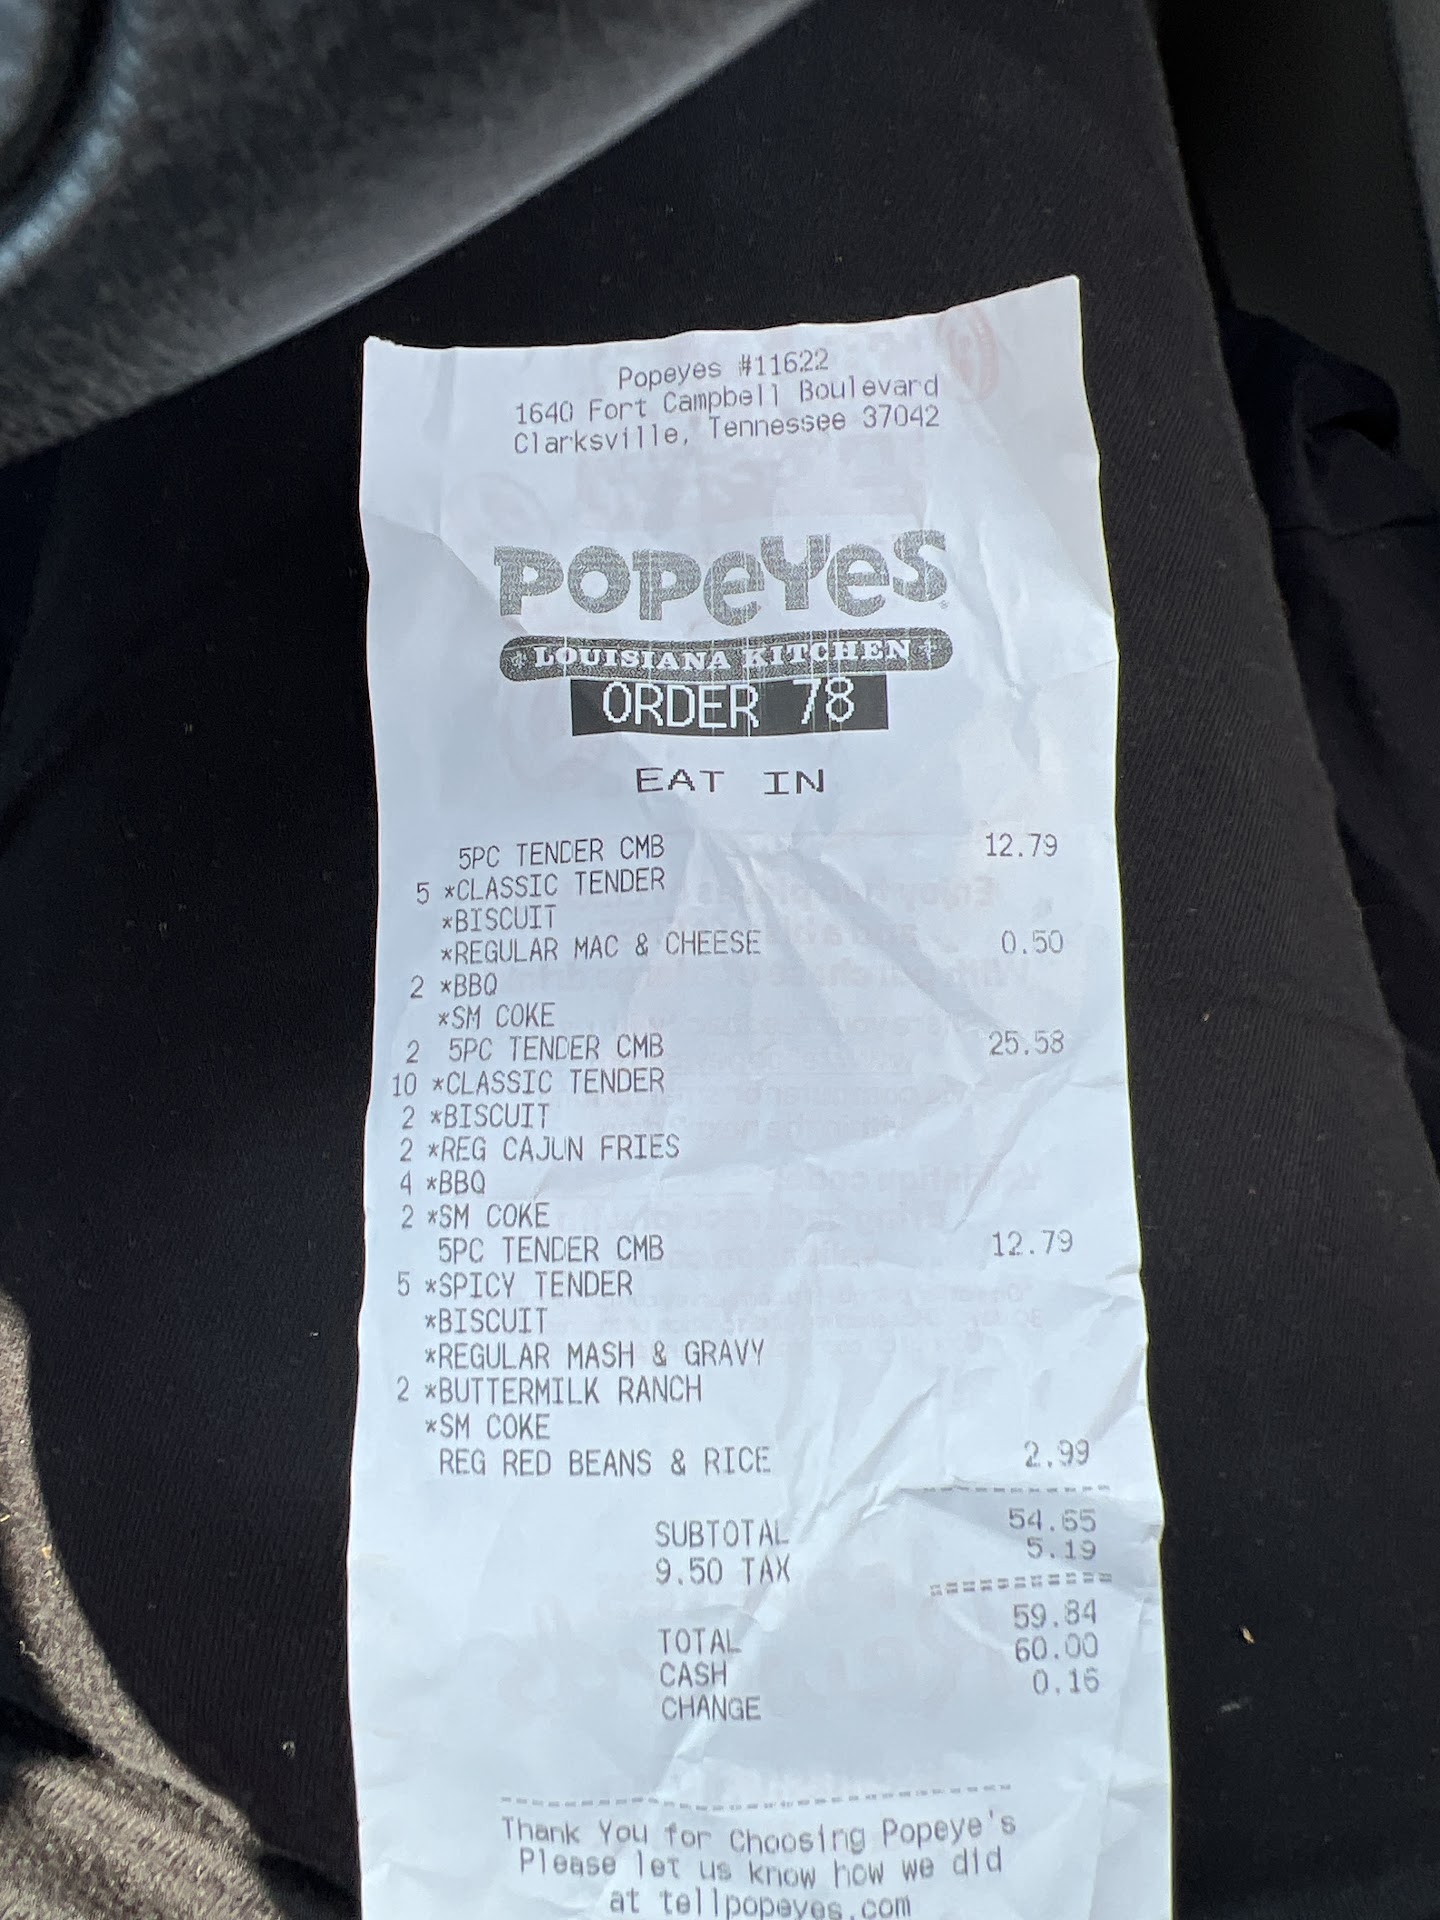 Popeyes #11622
1640 Fort Campbell Boulevard
Clarksville, Tennessee 37042
POPEYES
LOUISIANA KITCHEN
ORDER 78
EAT IN
5PC TENDER CMB 12.79
5 *CLASSIC TENDER
*BISCUIT
*REGULAR MAC & CHEESE 0.50
2 *BBQ
*SM COKE
2 5PC TENDER CMB 25.58
10 *CLASSIC TENDER
2 *BISCUIT
2 *REG CAJUN FRIES
4 *BBQ
2 *SM COKE
5PC TENDER CMB 12.79
5 *SPICY TENDER
*BISCUIT
*REGULAR MASH & GRAVY
2 *BUTTERMILK RANCH
*SM COKE
REG RED BEANS & RICE 2.99
SUBTOTAL 54.65
9.50 TAX 5.19
TOTAL 59.84
CASH 60.00
CHANGE 0.16
Thank You for Choosing Popeye's
Please let us know how we did
at tellpopeyes.com